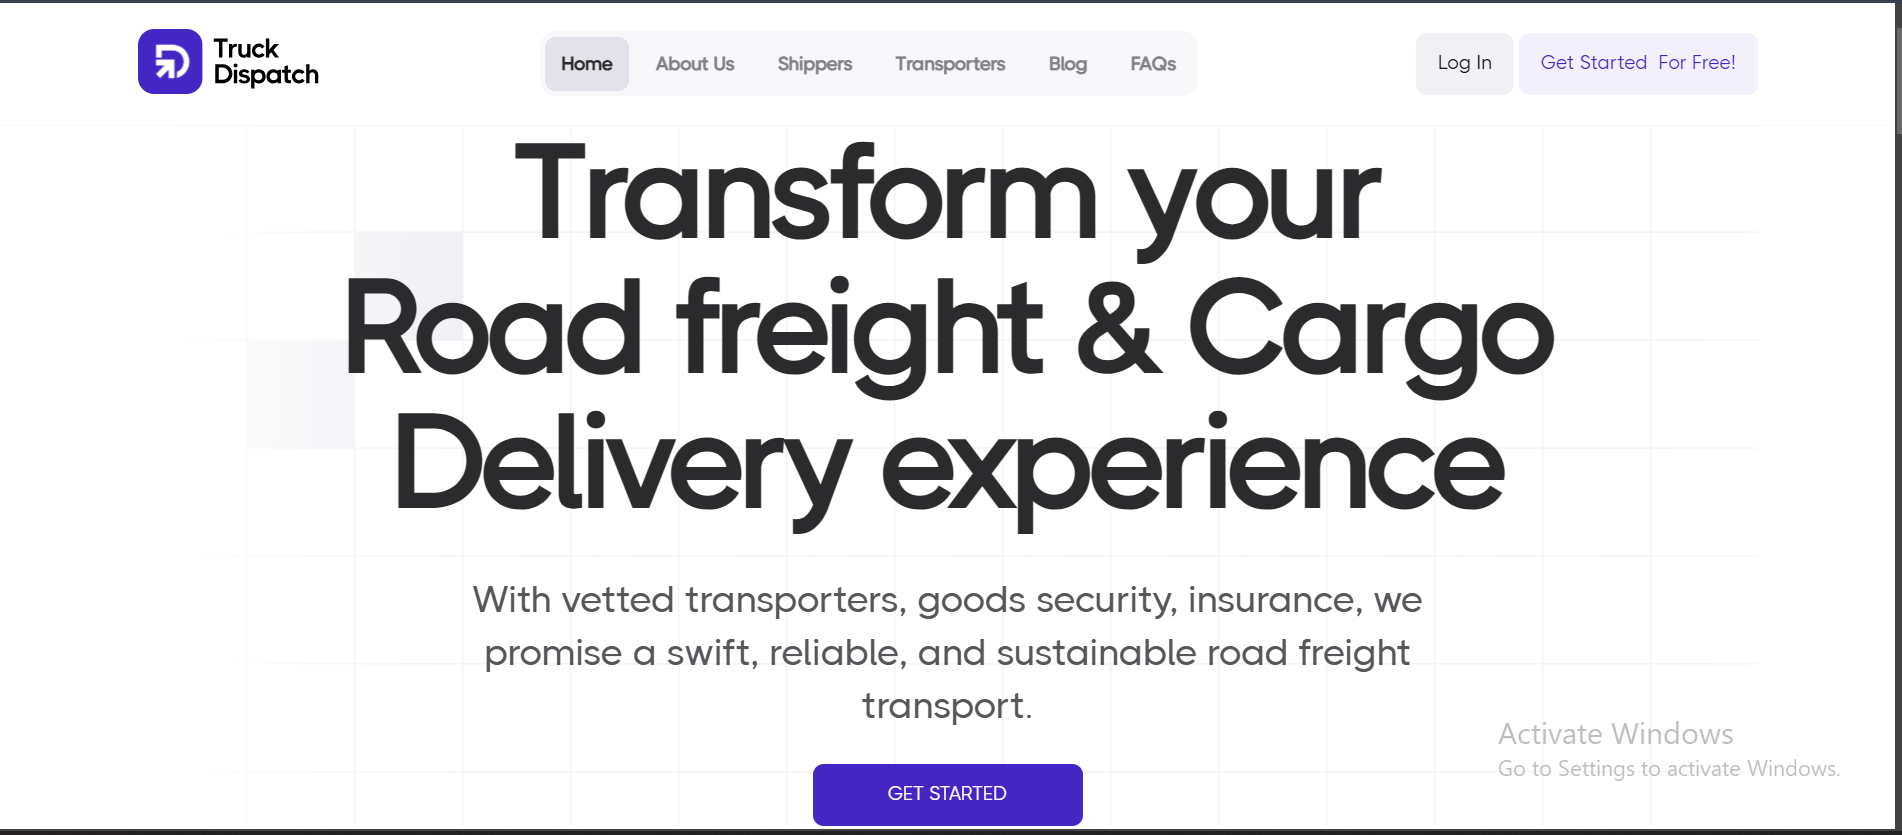 Truck
Dispatch
Home About Us Shippers Transporters Blog FAQs
Log In Get Started For Free!
Transform your
Road freight & Cargo
Delivery experience
With vetted transporters, goods security, insurance, we
promise a swift, reliable, and sustainable road freight
transport.
GET STARTED
Activate Windows
Go to Settings to activate Windows.